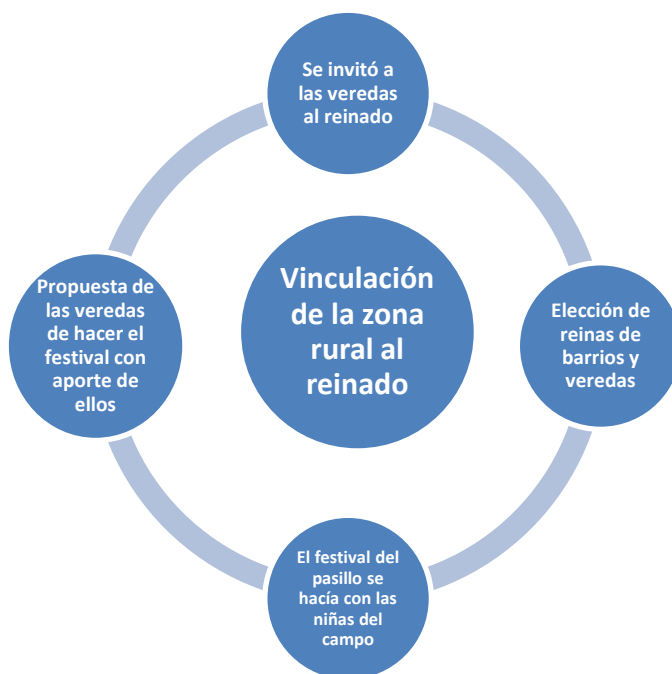 Se invitó a
las veredas
al reinado
Vinculación
de la zona
rural al
reinado
Propuesta de
las veredas
de hacer el
festival con
aporte de
ellos
Elección de
reinas de
barrios y
veredas
El festival del
pasillo se
hacía con las
niñas del
campo